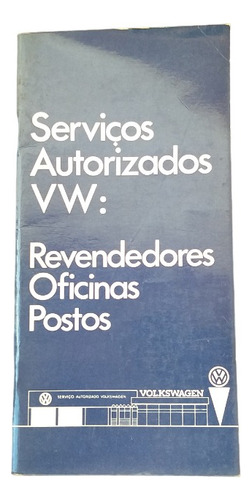 Serviços
Autorizados
VW:
Revendedores
Oficinas
Postos
SERVIÇO AUTORIZADO VOLKSWAGEN
VOLKSWAGEN